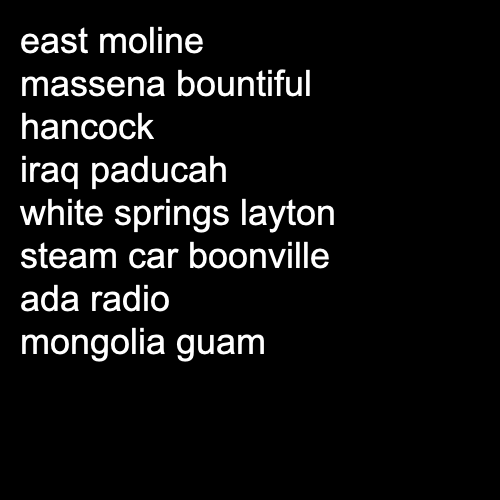 east moline
massena bountiful
hancock
iraq paducah
white springs layton
steam car boonville
ada radio
mongolia guam